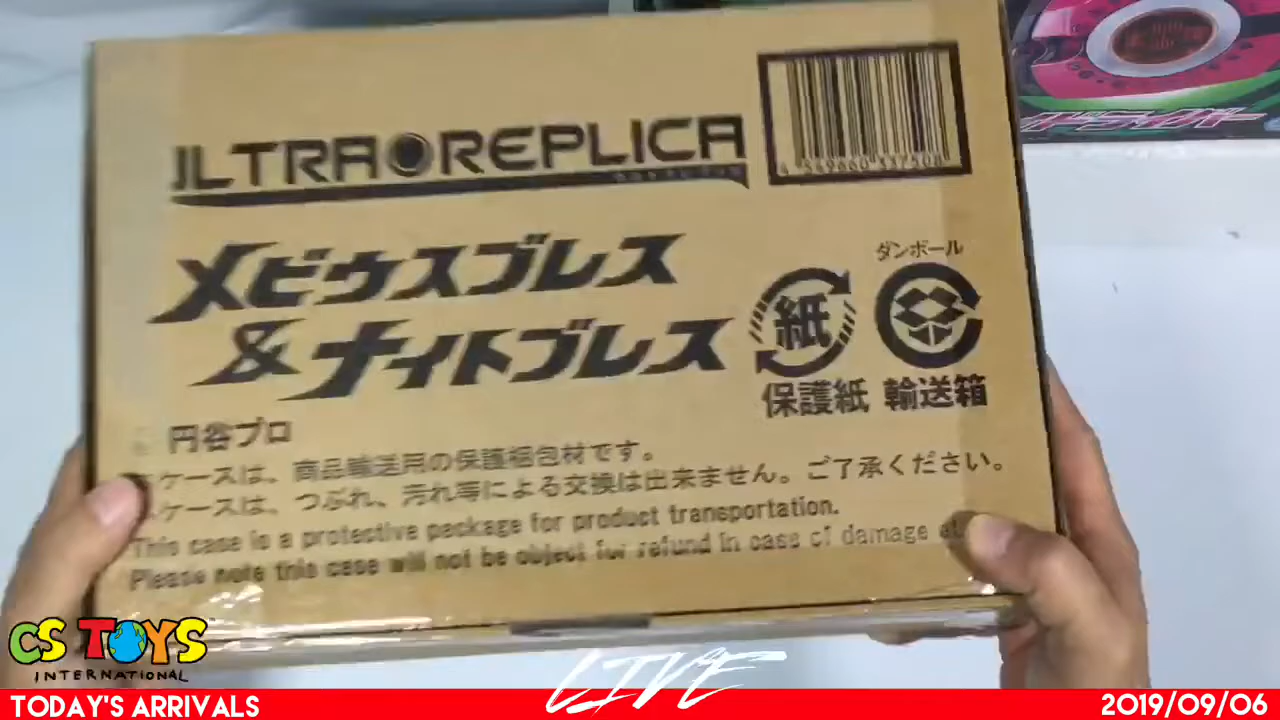 ULTRA REPLICA
メビウスブレス
&ナイトブレス
ダンボール
紙
保護紙 輸送箱
円谷プロ
ケースは、商品輸送用の保護梱包材です。
ケースは、つぶれ、汚れ等による交換は出来ません。ご了承ください。
This case is a protective package for product transportation.
Please note this case will not be object for refund in case of damage
ドライバー
CS TOYS
INTERNATIONAL
LIVE
TODAY'S ARRIVALS
2019/09/06